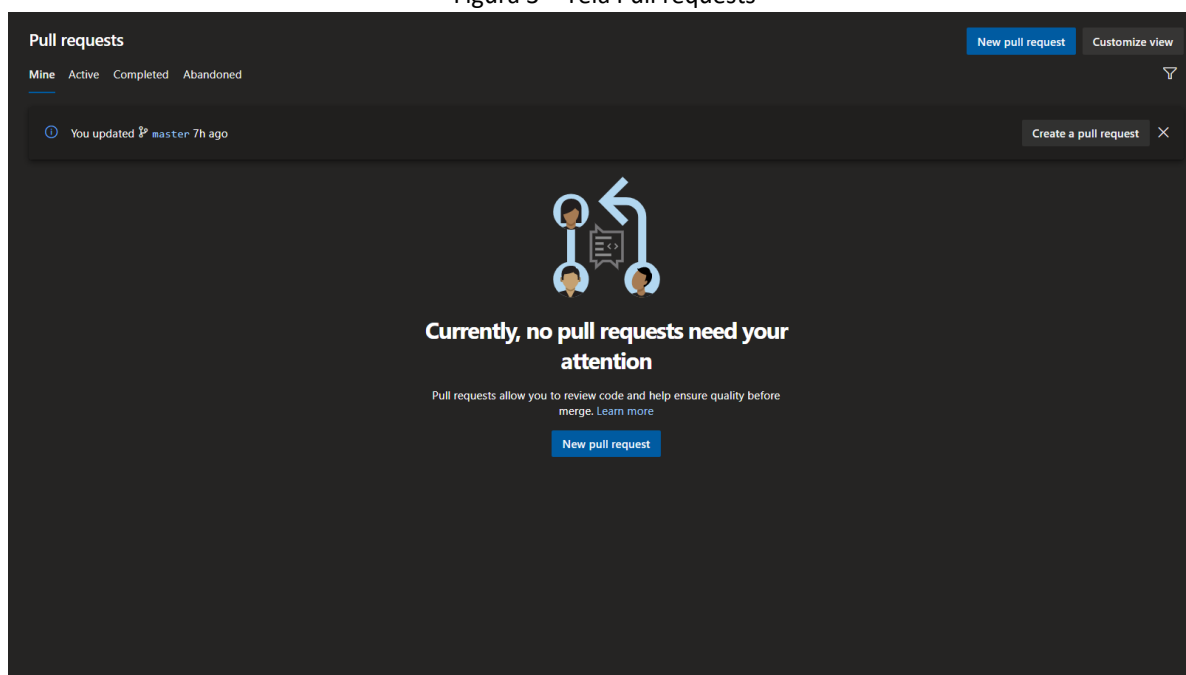 Figura 3 – Tela Pull requests
Pull requests
New pull request
Customize view
Mine
Active
Completed
Abandoned
You updated master 7h ago
Create a pull request
Currently, no pull requests need your
attention
Pull requests allow you to review code and help ensure quality before
merge. Learn more
New pull request